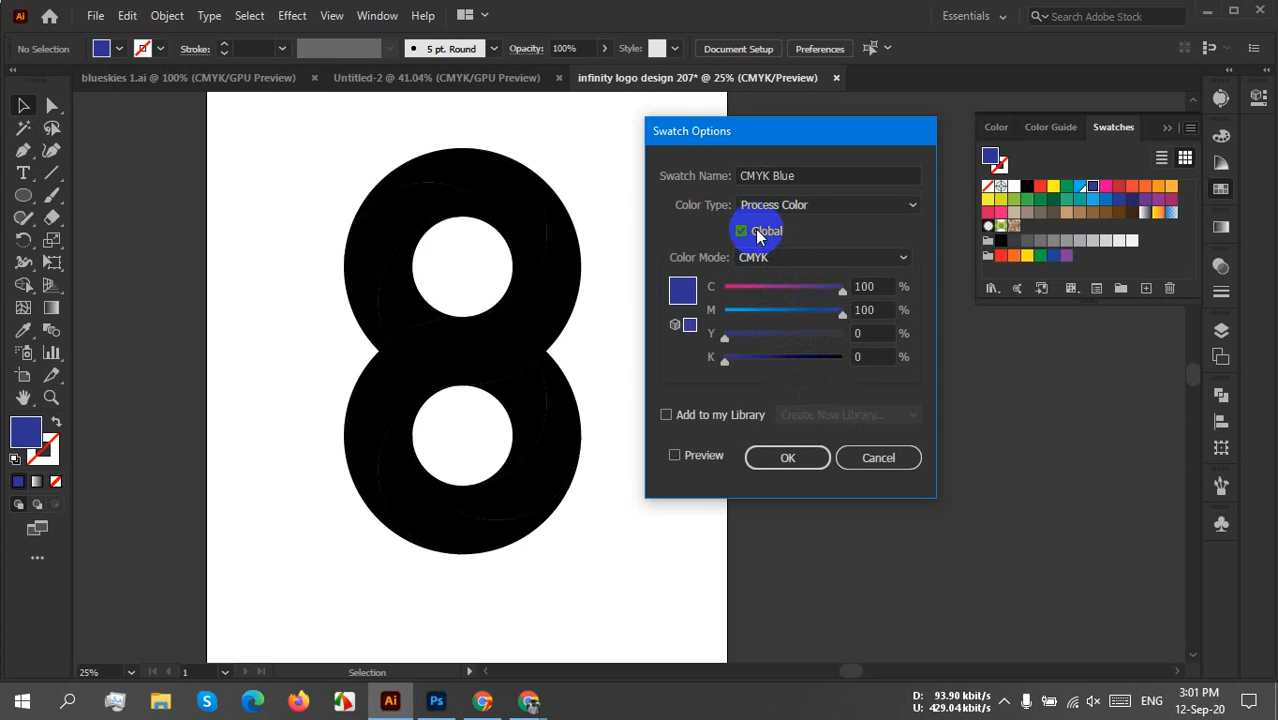 Ai File Edit Object Type Select Effect View Window Help Essentials Search Adobe Stock
No Selection Stroke: 5 pt. Round Opacity: 100% Style: Document Setup Preferences
blueskies 1.ai @ 100% (CMYK/GPU Preview) Untitled-2 @ 41.04% (CMYK/GPU Preview) infinity logo design 207* @ 25% (CMYK/Preview)
Swatch Options
Color Color Guide Swatches
Swatch Name: CMYK Blue
Color Type: Process Color
Global
Color Mode: CMYK
C 100 %
M 100 %
Y 0 %
K 0 %
Add to my Library Create New Library...
Preview OK Cancel
25% 1 Selection
Ai Ps D: 93.90 kbit/s U: 429.04 kbit/s ENG 3:01 PM 12-Sep-20